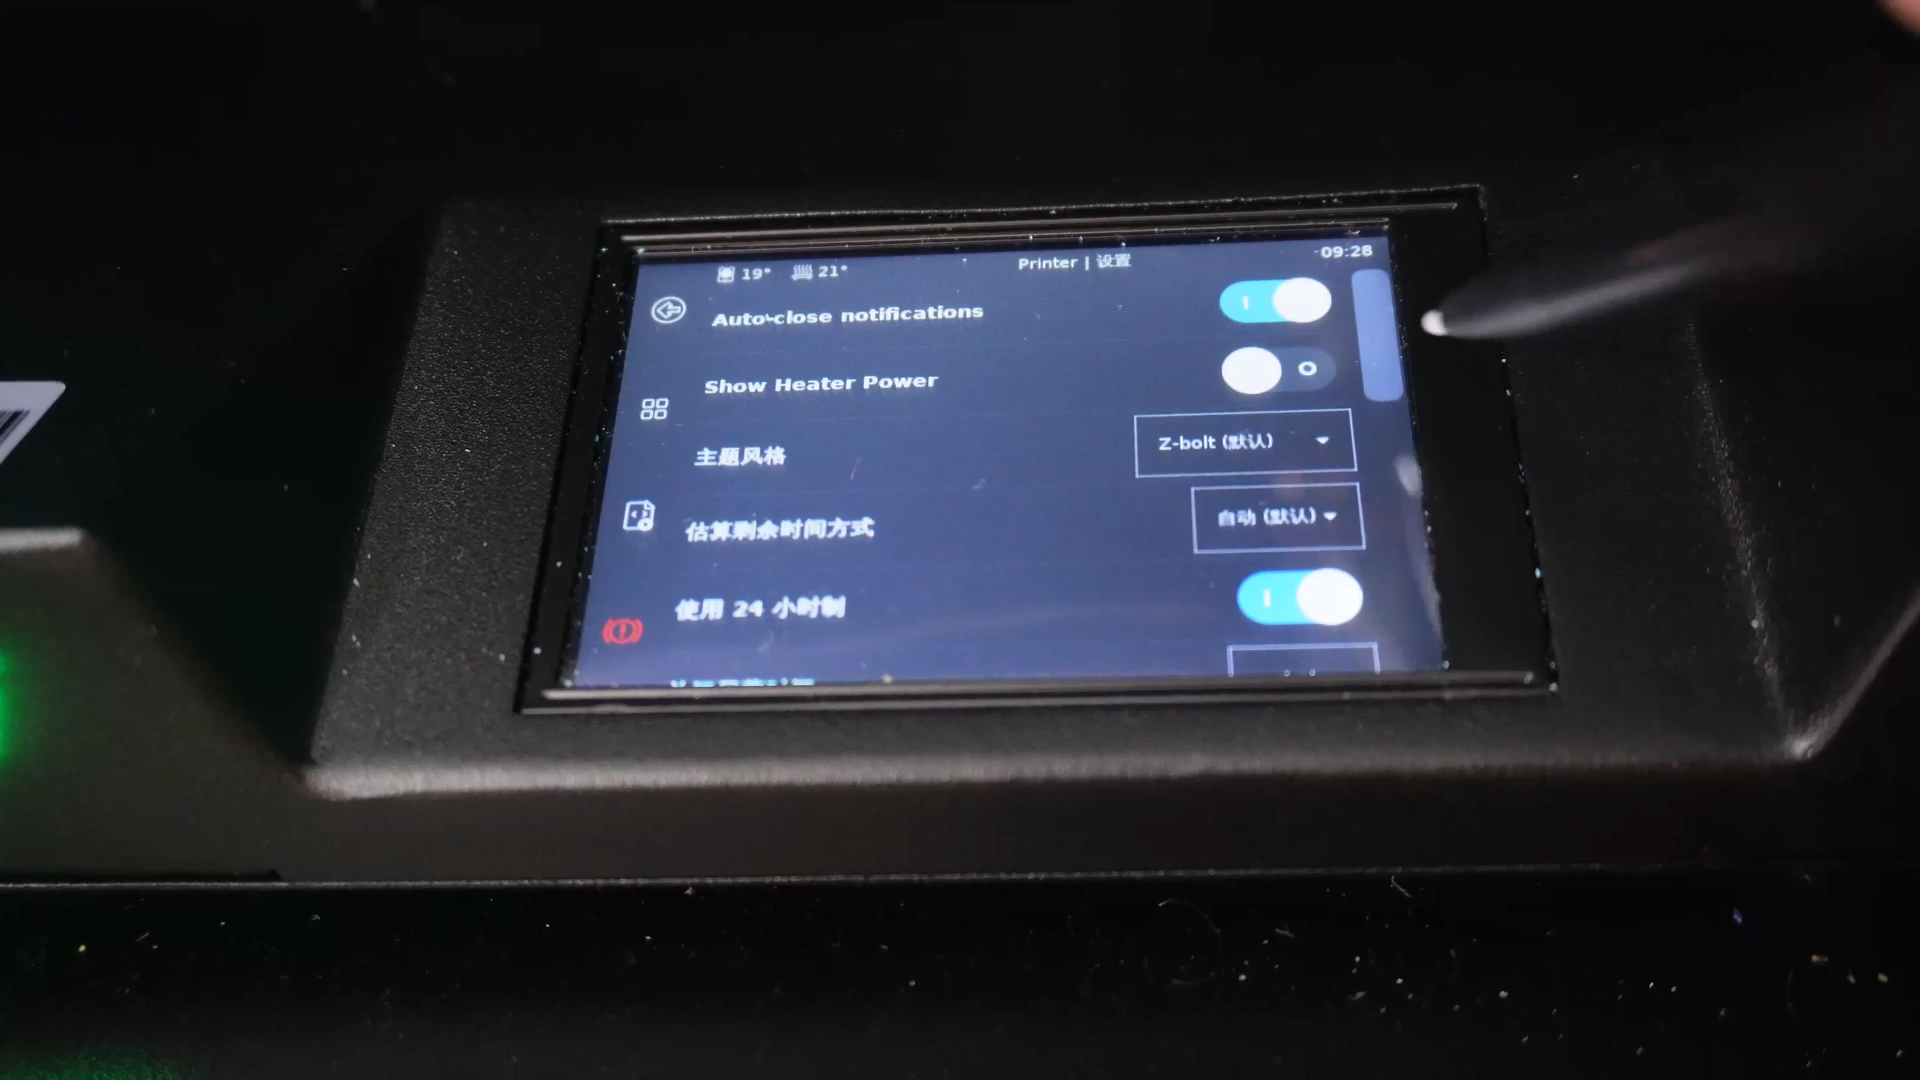 19° 21° Printer | 设置 09:28
Auto-close notifications
Show Heater Power
主题风格 Z-bolt (默认)
估算剩余时间方式 自动 (默认)
使用 24 小时制